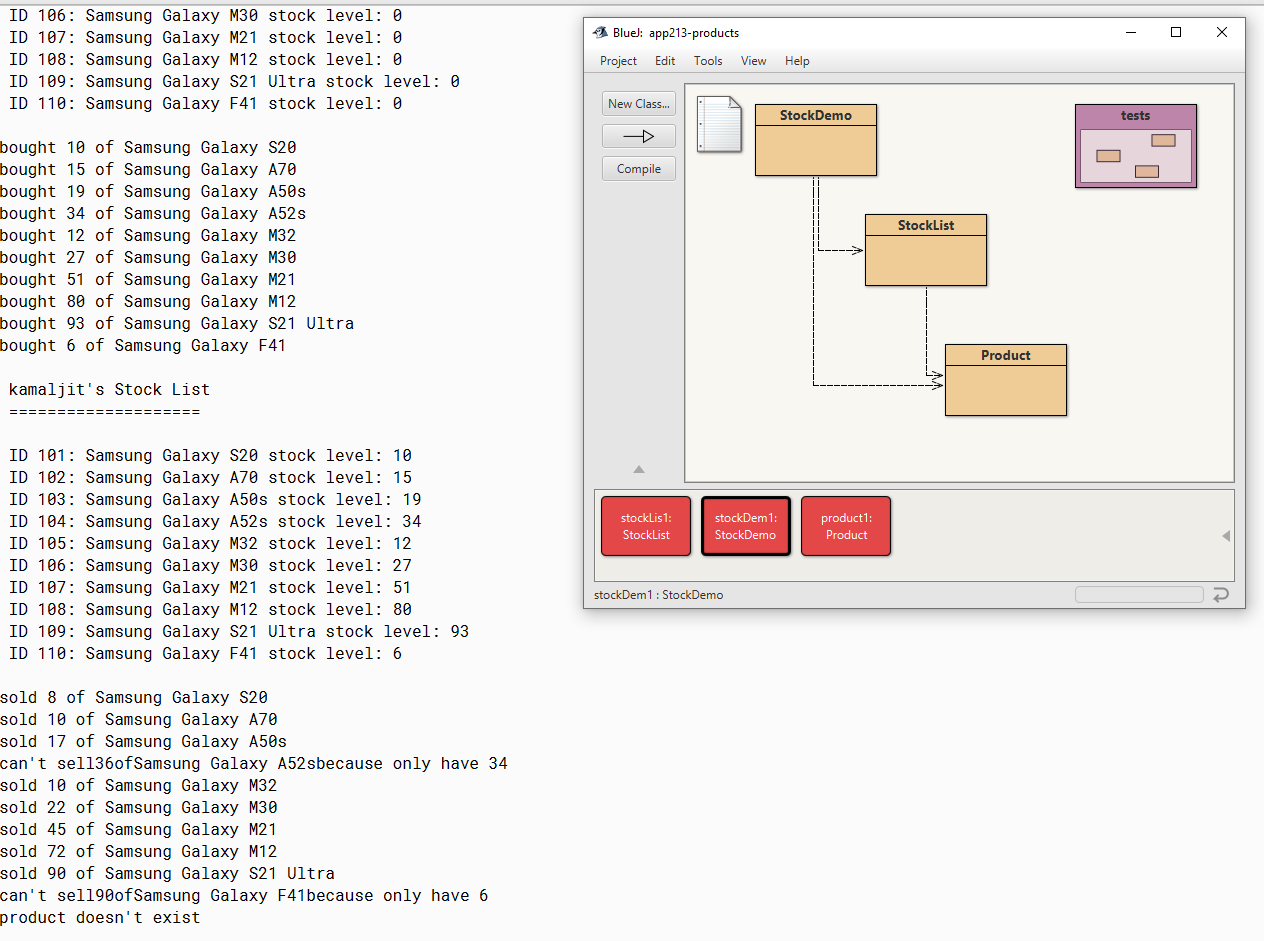 ID 106: Samsung Galaxy M30 stock level: 0
ID 107: Samsung Galaxy M21 stock level: 0
ID 108: Samsung Galaxy M12 stock level: 0
ID 109: Samsung Galaxy S21 Ultra stock level: 0
ID 110: Samsung Galaxy F41 stock level: 0
bought 10 of Samsung Galaxy S20
bought 15 of Samsung Galaxy A70
bought 19 of Samsung Galaxy A50s
bought 34 of Samsung Galaxy A52s
bought 12 of Samsung Galaxy M32
bought 27 of Samsung Galaxy M30
bought 51 of Samsung Galaxy M21
bought 80 of Samsung Galaxy M12
bought 93 of Samsung Galaxy S21 Ultra
bought 6 of Samsung Galaxy F41
kamaljit's Stock List
====================
ID 101: Samsung Galaxy S20 stock level: 10
ID 102: Samsung Galaxy A70 stock level: 15
ID 103: Samsung Galaxy A50s stock level: 19
ID 104: Samsung Galaxy A52s stock level: 34
ID 105: Samsung Galaxy M32 stock level: 12
ID 106: Samsung Galaxy M30 stock level: 27
ID 107: Samsung Galaxy M21 stock level: 51
ID 108: Samsung Galaxy M12 stock level: 80
ID 109: Samsung Galaxy S21 Ultra stock level: 93
ID 110: Samsung Galaxy F41 stock level: 6
sold 8 of Samsung Galaxy S20
sold 10 of Samsung Galaxy A70
sold 17 of Samsung Galaxy A50s
can't sell36ofSamsung Galaxy A52sbecause only have 34
sold 10 of Samsung Galaxy M32
sold 22 of Samsung Galaxy M30
sold 45 of Samsung Galaxy M21
sold 72 of Samsung Galaxy M12
sold 90 of Samsung Galaxy S21 Ultra
can't sell90ofSamsung Galaxy F41because only have 6
product doesn't exist
BlueJ: app213-products
Project Edit Tools View Help
New Class...
Compile
StockDemo
tests
StockList
Product
stockLis1:
StockList
stockDem1:
StockDemo
product1:
Product
stockDem1 : StockDemo